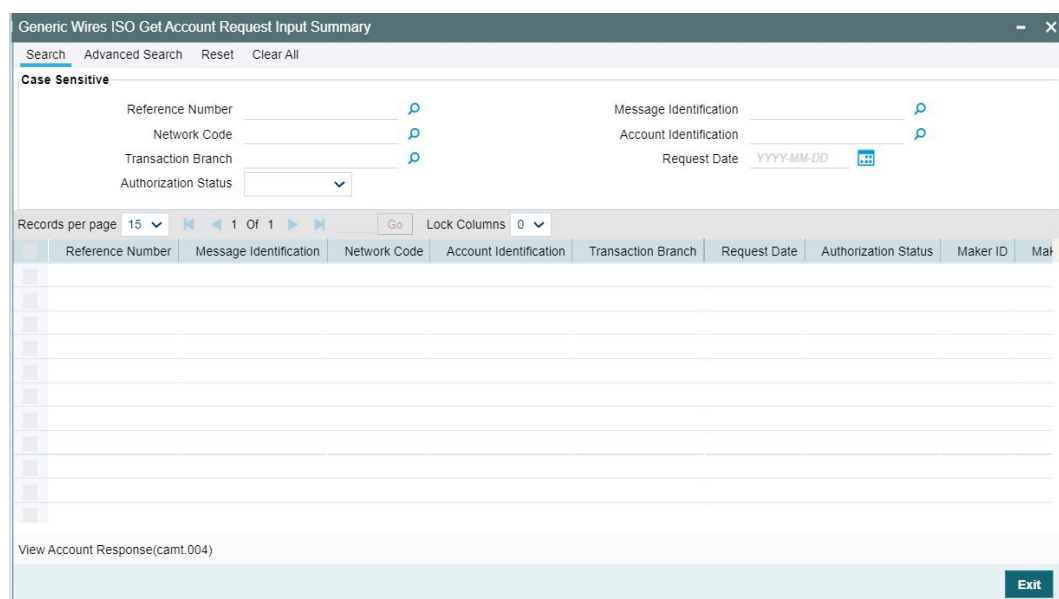 Generic Wires ISO Get Account Request Input Summary
Search Advanced Search Reset Clear All
Case Sensitive
Reference Number Message Identification
Network Code Account Identification
Transaction Branch Request Date YYYY-MM-DD
Authorization Status
Records per page 15 1 Of 1 Go Lock Columns 0
Reference Number Message Identification Network Code Account Identification Transaction Branch Request Date Authorization Status Maker ID Mak
View Account Response(camt.004)
Exit